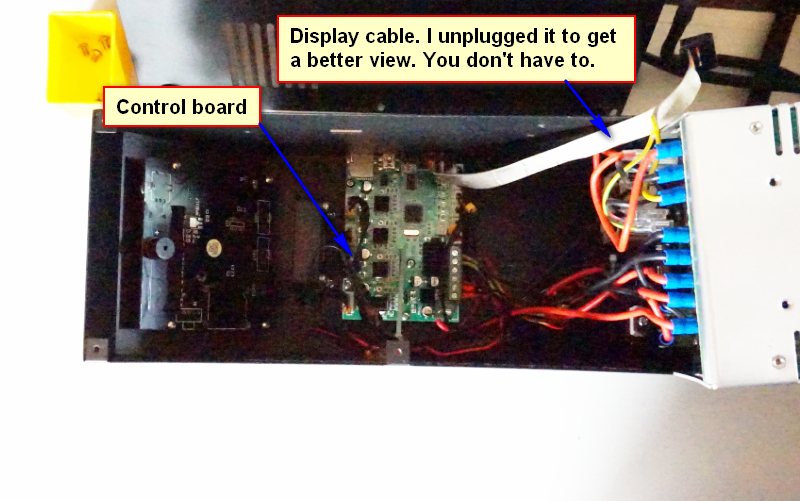 Display cable. I unplugged it to get
a better view. You don't have to.
Control board